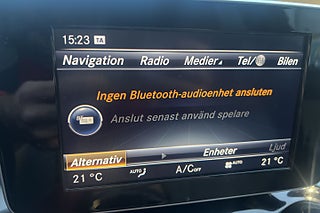 15:23 TA
Navigation Radio Medier Tel/ Bilen
Ingen Bluetooth-audioenhet ansluten
Anslut senast använd spelare
Alternativ Enheter Ljud
21 °C AUTO A/C OFF AUTO 21 °C